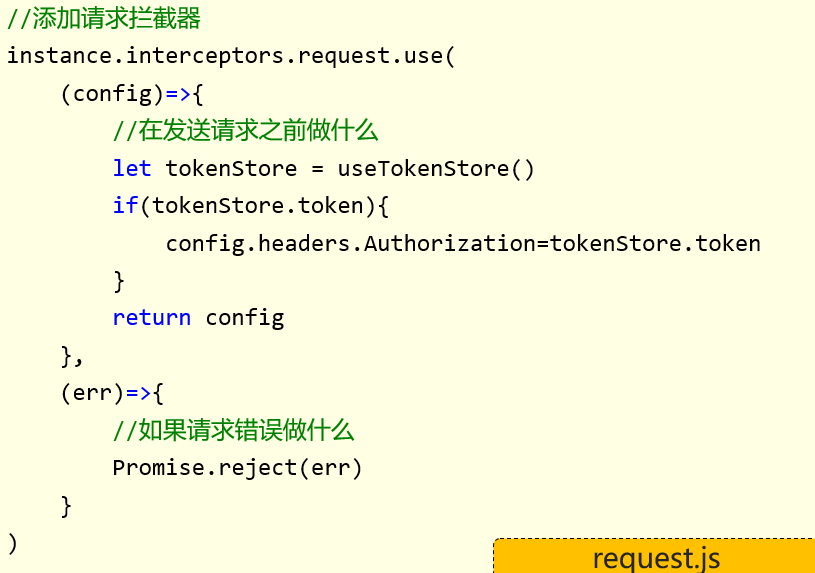 //添加请求拦截器
instance.interceptors.request.use(
    (config)=>{
        //在发送请求之前做什么
        let tokenStore = useTokenStore()
        if(tokenStore.token){
            config.headers.Authorization=tokenStore.token
        }
        return config
    },
    (err)=>{
        //如果请求错误做什么
        Promise.reject(err)
    }
)
request.js